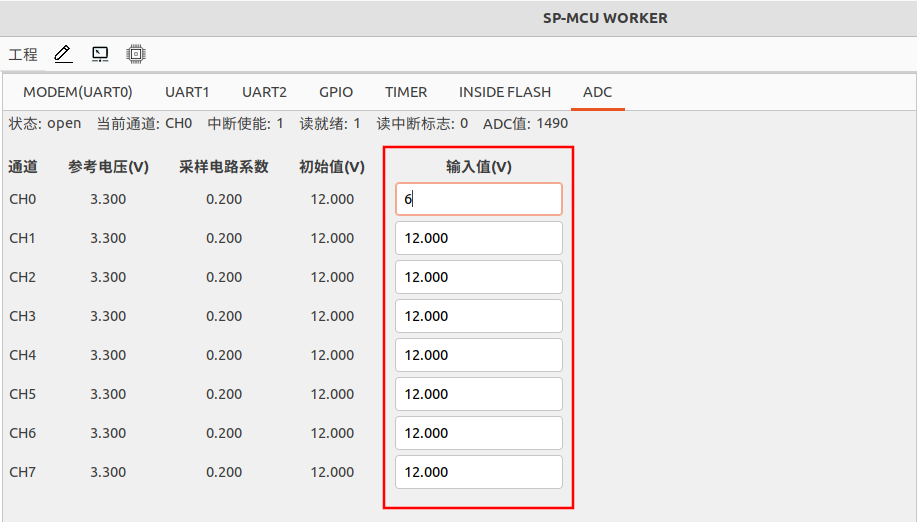 SP-MCU WORKER
工程
MODEM(UART0) UART1 UART2 GPIO TIMER INSIDE FLASH ADC
状态: open 当前通道: CH0 中断使能: 1 读就绪: 1 读中断标志: 0 ADC值: 1490
通道 参考电压(V) 采样电路系数 初始值(V) 输入值(V)
CH0 3.300 0.200 12.000 6
CH1 3.300 0.200 12.000 12.000
CH2 3.300 0.200 12.000 12.000
CH3 3.300 0.200 12.000 12.000
CH4 3.300 0.200 12.000 12.000
CH5 3.300 0.200 12.000 12.000
CH6 3.300 0.200 12.000 12.000
CH7 3.300 0.200 12.000 12.000